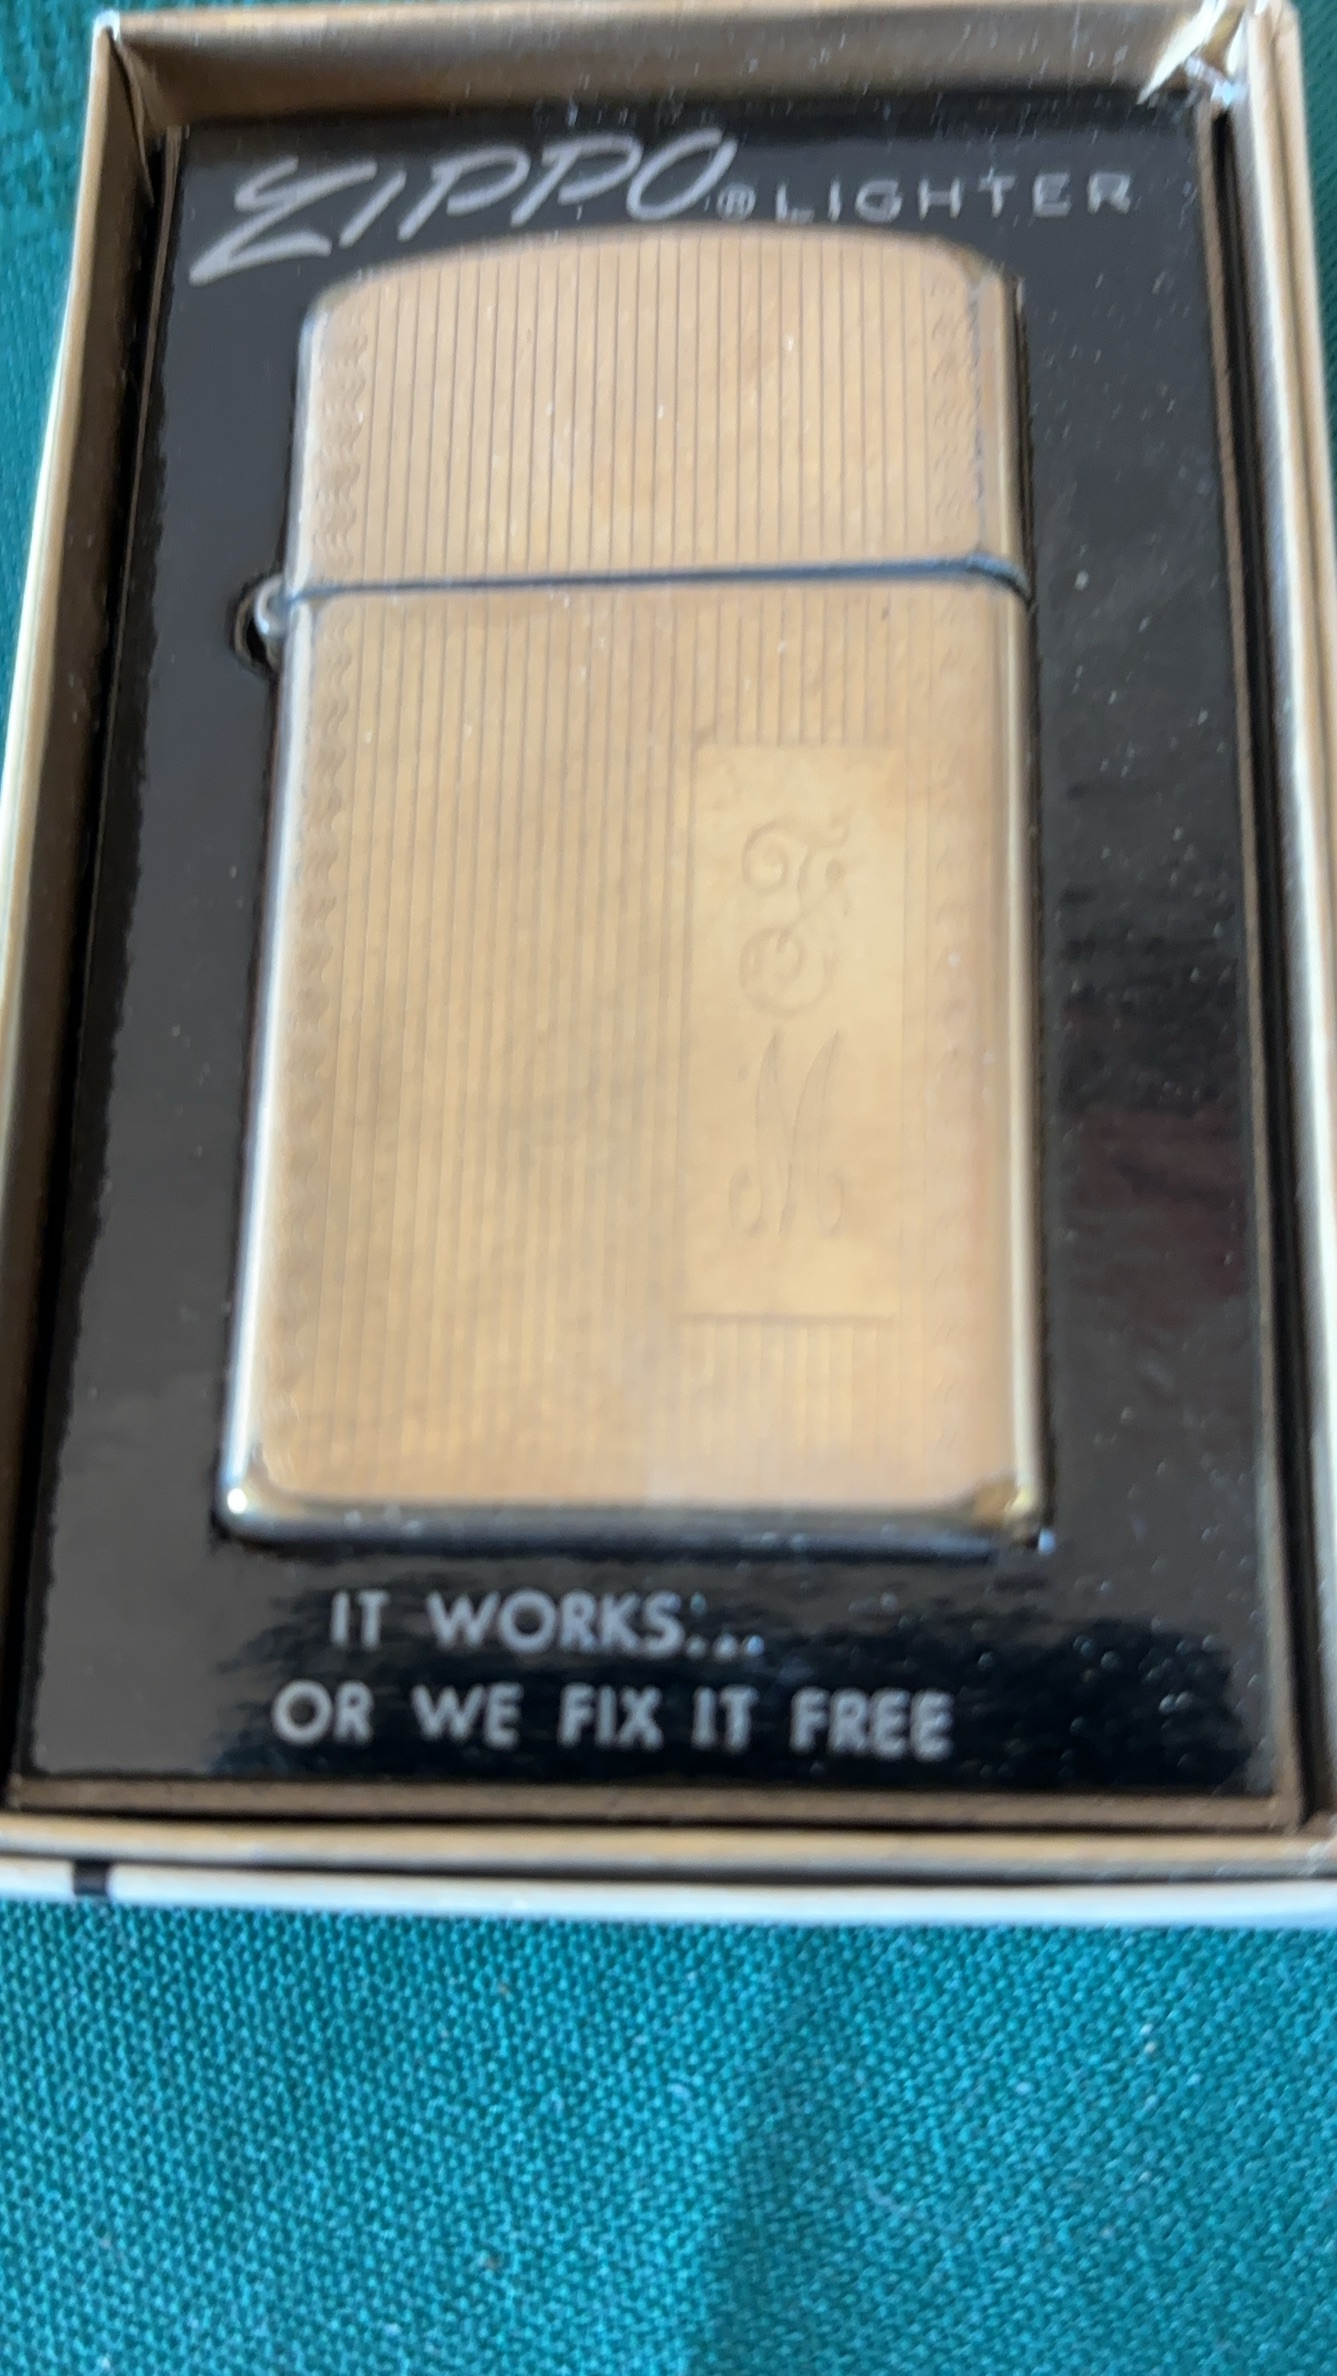 ZIPPO® LIGHTER
IT WORKS...
OR WE FIX IT FREE